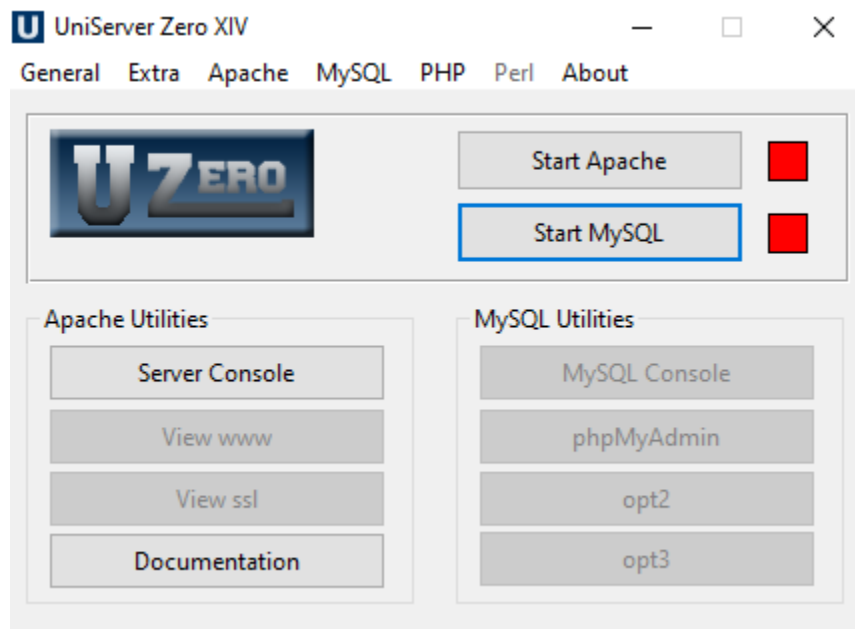 U UniServer Zero XIV
General Extra Apache MySQL PHP Perl About
U ZERO
Start Apache
Start MySQL
Apache Utilities
Server Console
View www
View ssl
Documentation
MySQL Utilities
MySQL Console
phpMyAdmin
opt2
opt3